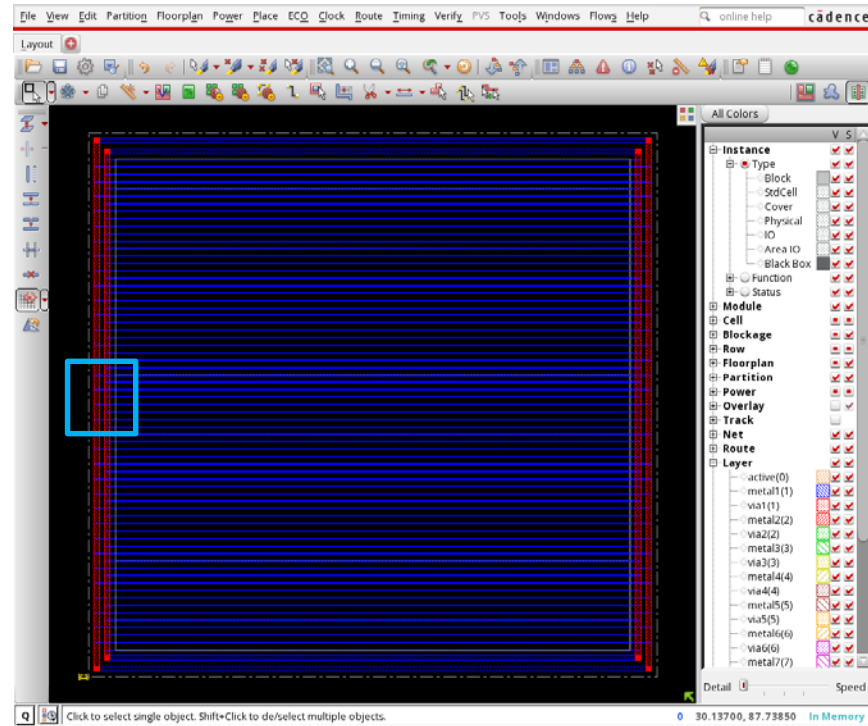 File View Edit Partition Floorplan Power Place ECO Clock Route Timing Verify PVS Tools Windows Flows Help online help cādence
Layout
All Colors
V S
Instance
Type
Block
StdCell
Cover
Physical
IO
Area IO
Black Box
Function
Status
Module
Cell
Blockage
Row
Floorplan
Partition
Power
Overlay
Track
Net
Route
Layer
active(0)
metal1(1)
via1(1)
metal2(2)
via2(2)
metal3(3)
via3(3)
metal4(4)
via4(4)
metal5(5)
via5(5)
metal6(6)
via6(6)
metal7(7)
Detail Speed
Q Click to select single object. Shift+Click to de/select multiple objects. 0 30.13700, 87.73850 In Memory